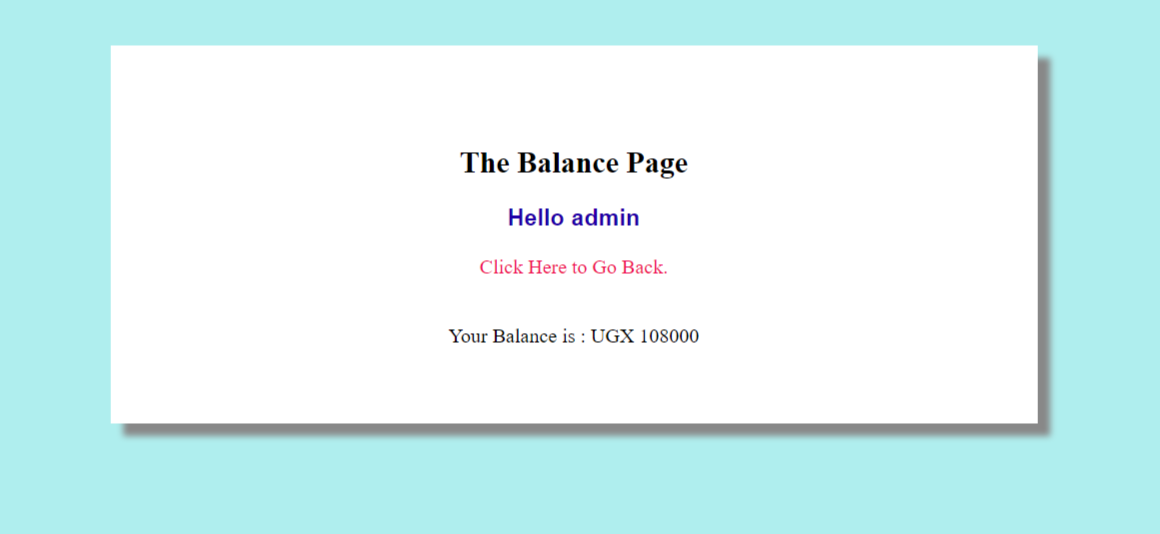 The Balance Page
Hello admin
Click Here to Go Back.
Your Balance is : UGX 108000